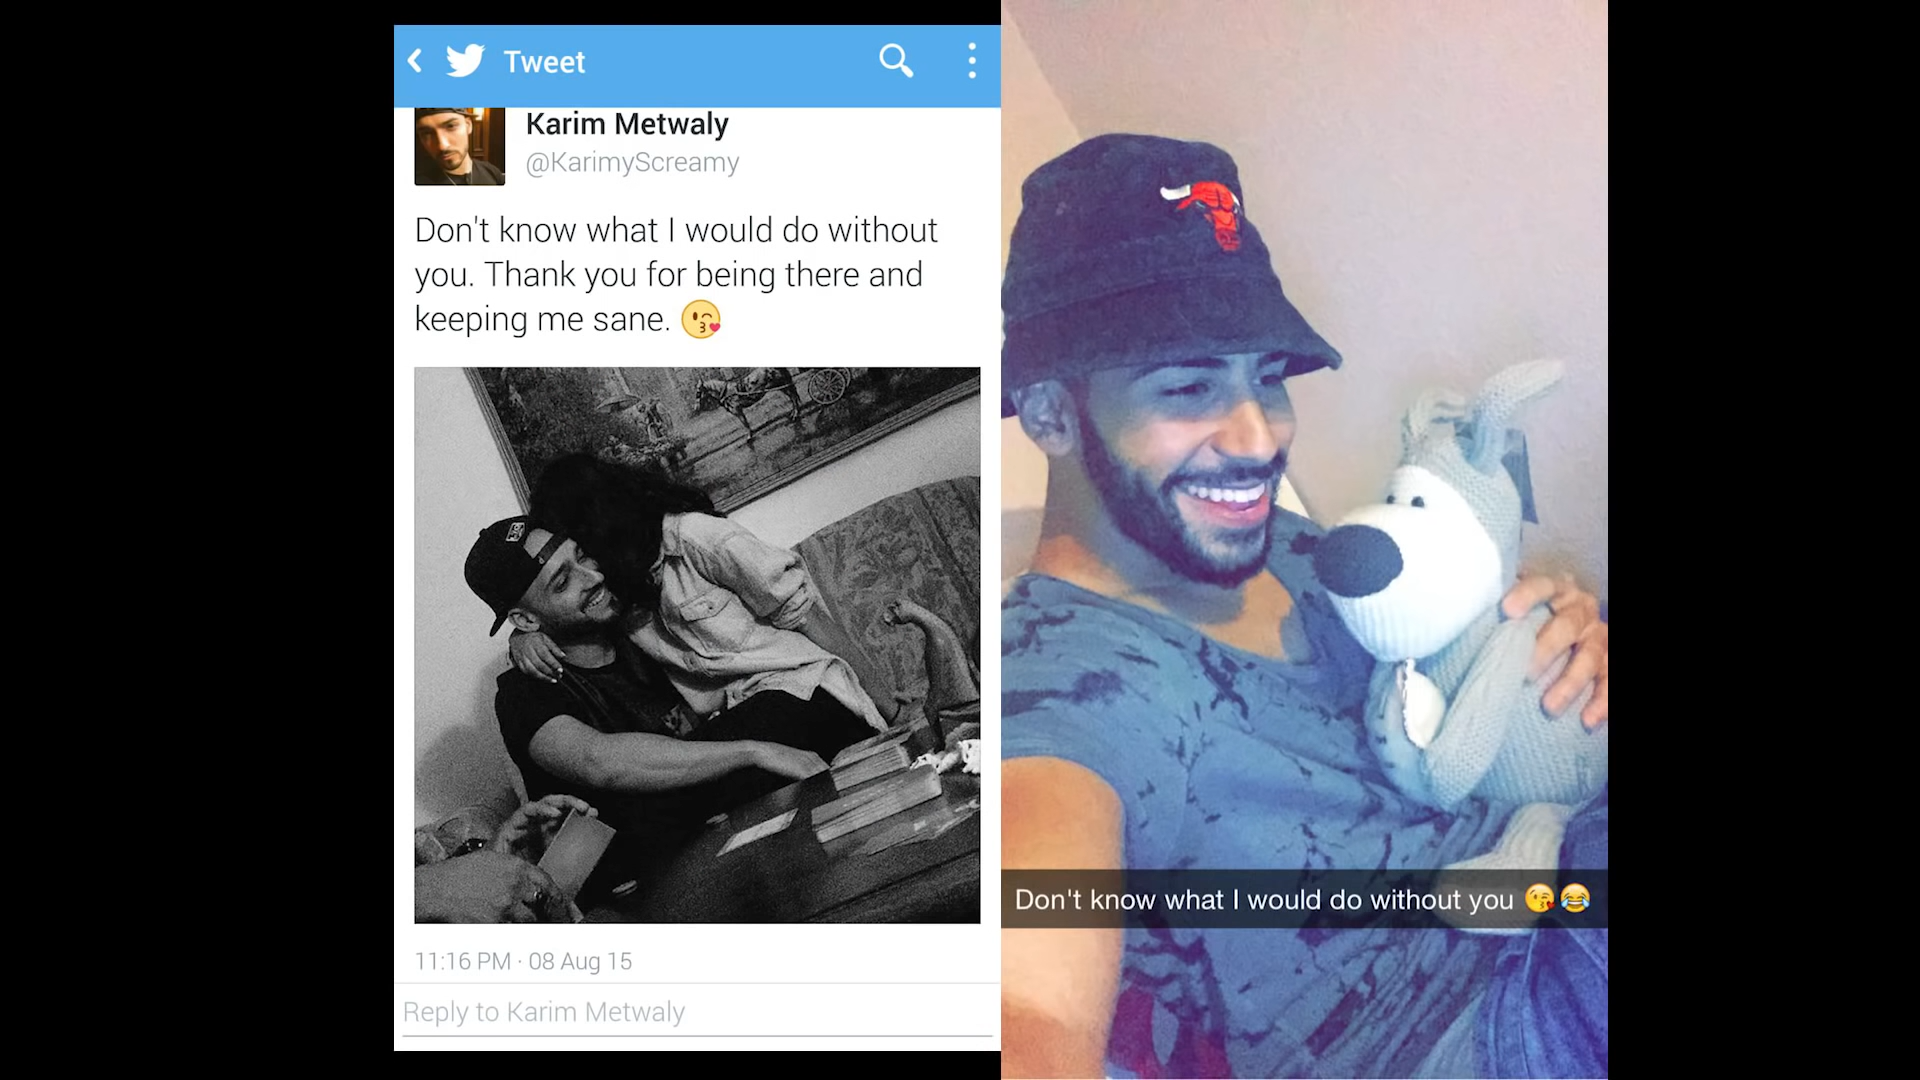 Tweet
Karim Metwaly
@KarimyScreamy
Don't know what I would do without
you. Thank you for being there and
keeping me sane. 😘
11:16 PM · 08 Aug 15
Reply to Karim Metwaly
Don't know what I would do without you 😘😂